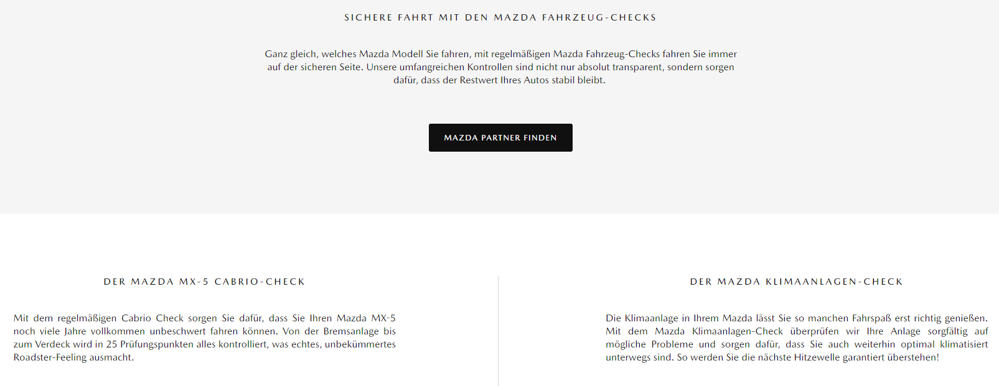 SICHERE FAHRT MIT DEN MAZDA FAHRZEUG-CHECKS
Ganz gleich, welches Mazda Modell Sie fahren, mit regelmäßigen Mazda Fahrzeug-Checks fahren Sie immer
auf der sicheren Seite. Unsere umfangreichen Kontrollen sind nicht nur absolut transparent, sondern sorgen
dafür, dass der Restwert Ihres Autos stabil bleibt.
MAZDA PARTNER FINDEN
DER MAZDA MX-5 CABRIO-CHECK
Mit dem regelmäßigen Cabrio Check sorgen Sie dafür, dass Sie Ihren Mazda MX-5
noch viele Jahre vollkommen unbeschwert fahren können. Von der Bremsanlage bis
zum Verdeck wird in 25 Prüfungspunkten alles kontrolliert, was echtes, unbekümmertes
Roadster-Feeling ausmacht.
DER MAZDA KLIMAANLAGEN-CHECK
Die Klimaanlage in Ihrem Mazda lässt Sie so manchen Fahrspaß erst richtig genießen.
Mit dem Mazda Klimaanlagen-Check überprüfen wir Ihre Anlage sorgfältig auf
mögliche Probleme und sorgen dafür, dass Sie auch weiterhin optimal klimatisiert
unterwegs sind. So werden Sie die nächste Hitzewelle garantiert überstehen!